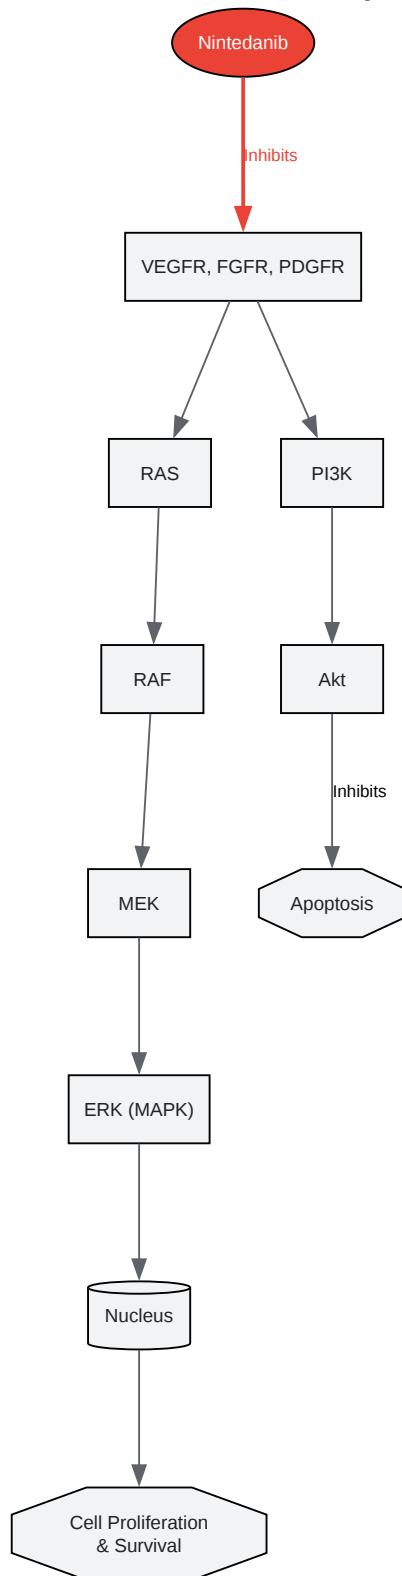 Nintedanib
Inhibits
VEGFR, FGFR, PDGFR
RAS
PI3K
RAF
Akt
Inhibits
MEK
Apoptosis
ERK (MAPK)
Nucleus
Cell Proliferation
& Survival